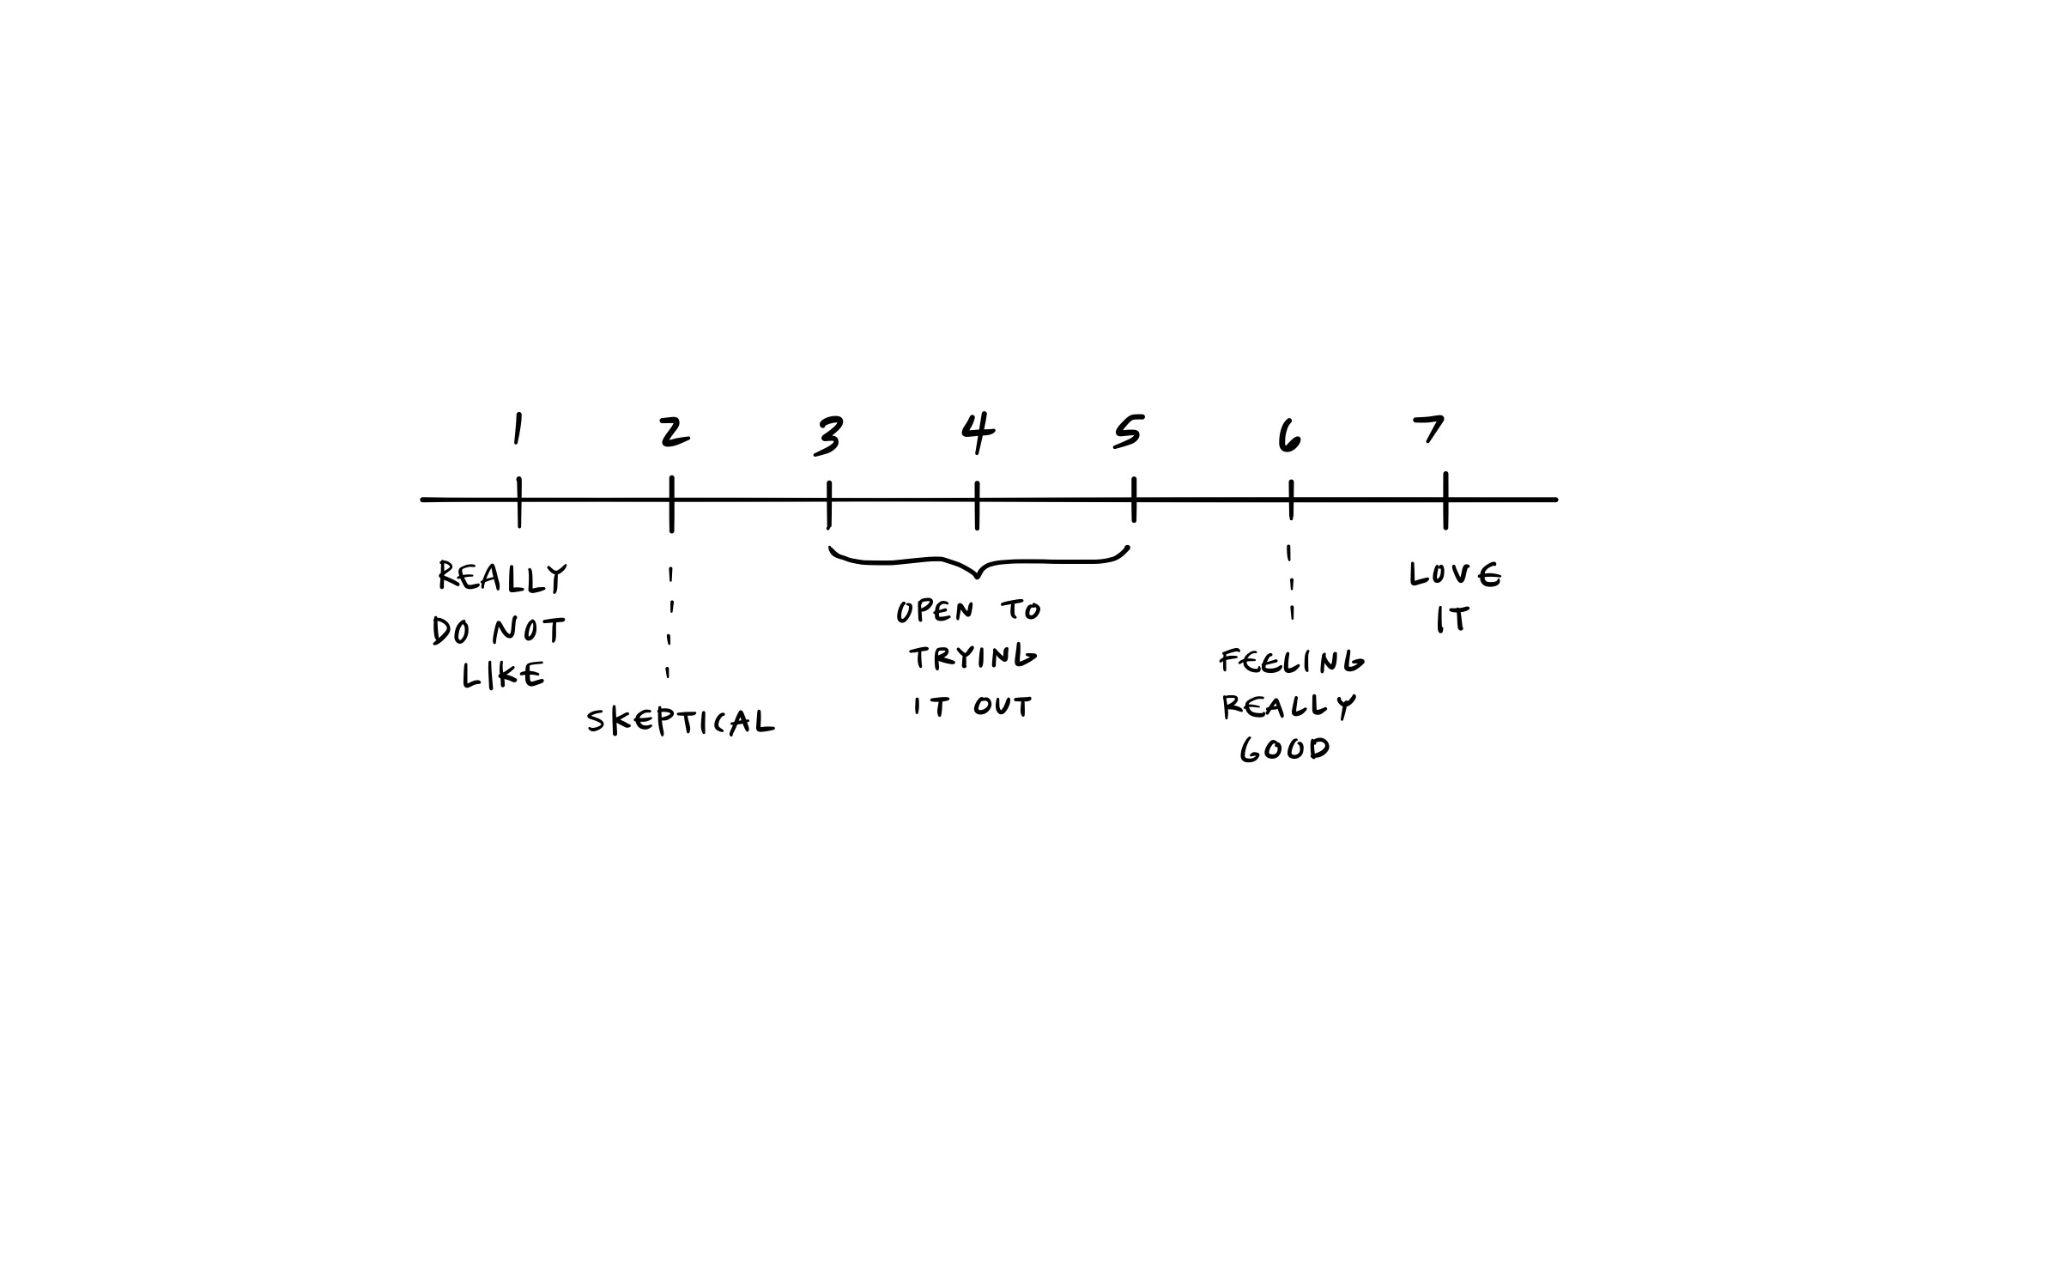 1 2 3 4 5 6 7
REALLY
DO NOT
LIKE
SKEPTICAL
OPEN TO
TRYING
IT OUT
FEELING
REALLY
GOOD
LOVE
IT